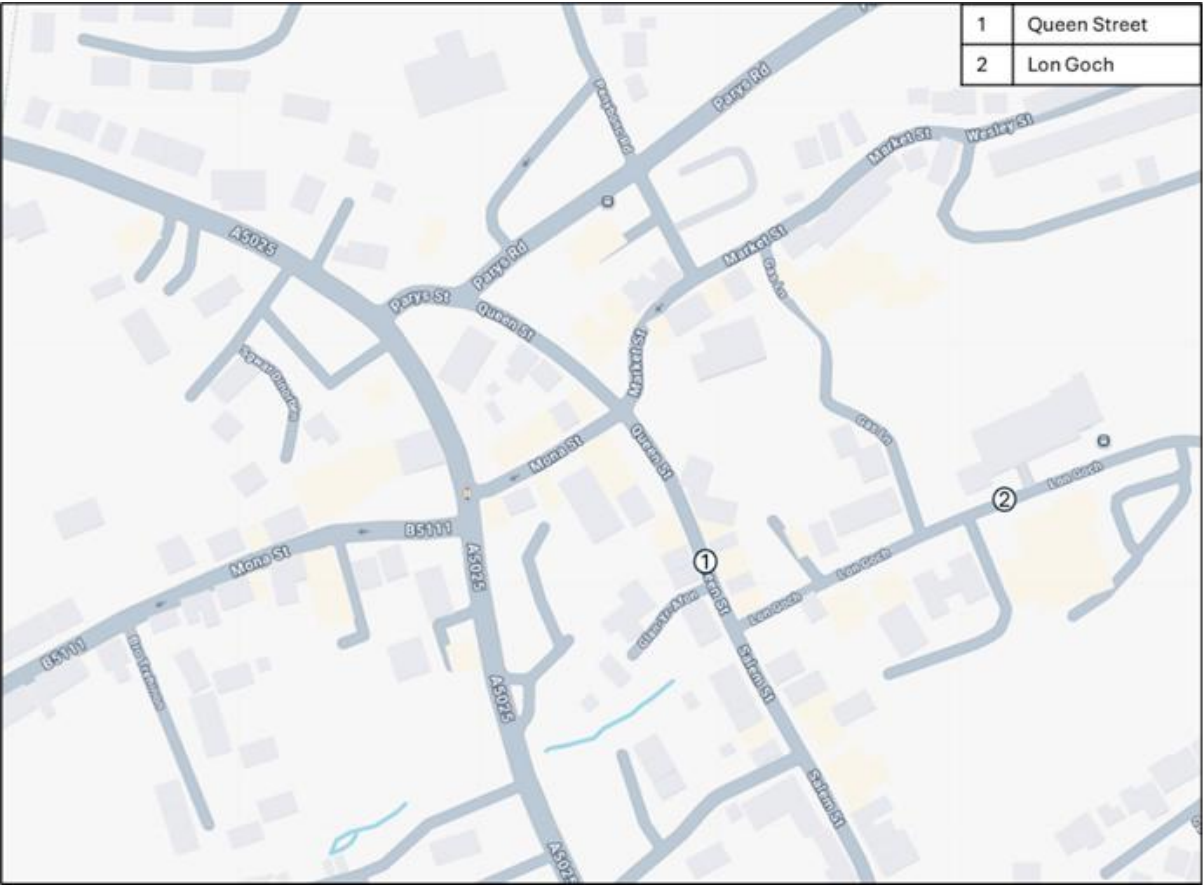 1 Queen Street
2 Lon Goch
Parys Rd
Market St
Wesley St
A5025
Market St
Parys Rd
Gas Ln
Parys St
Queen St
Market St
Gas Ln
Mona St
Queen St
Lon Goch
2
B5111
Mona St
A5025
1
Lon Goch
Lon Goch
B5111
Salem St
A5025
Salem St